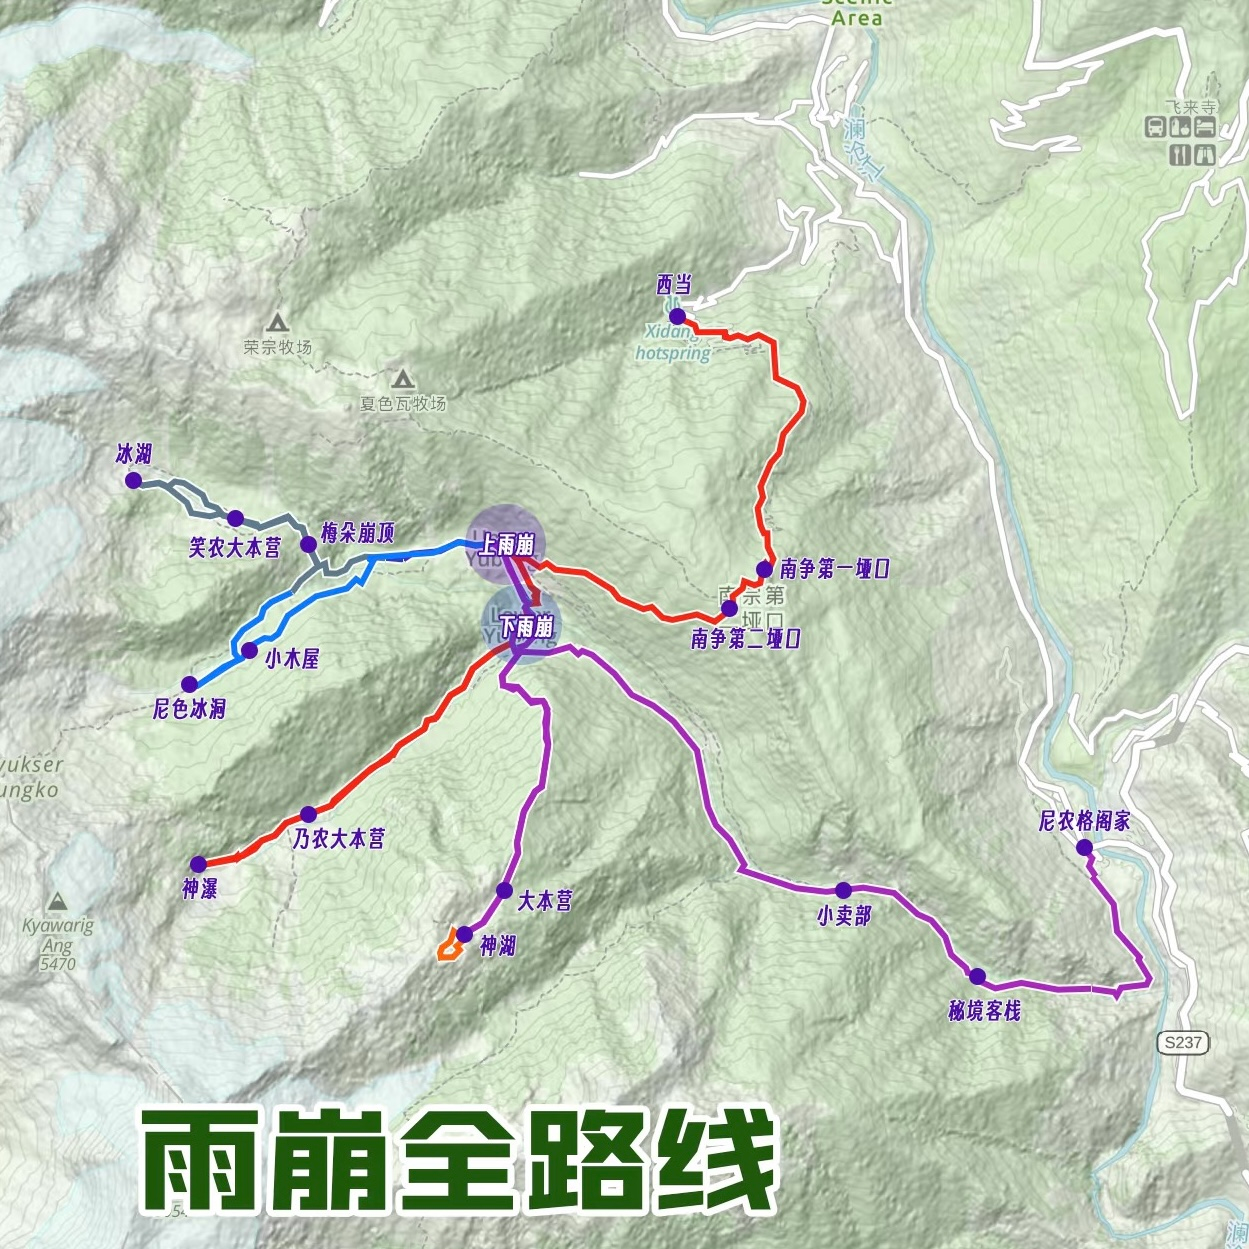 Scenic
Area
飞来寺
澜沧江
西当
Xidang
hotspring
荣宗牧场
夏色瓦牧场
冰湖
笑农大本营
梅朵崩顶
上雨崩
南争第一垭口
南宗第
垭口
南争第二垭口
下雨崩
小木屋
尼色冰洞
yukser
ungko
乃农大本营
尼农格阁家
神瀑
大本营
小卖部
Kyawarig
Ang
5470
神湖
秘境客栈
S237
雨崩全路线
澜